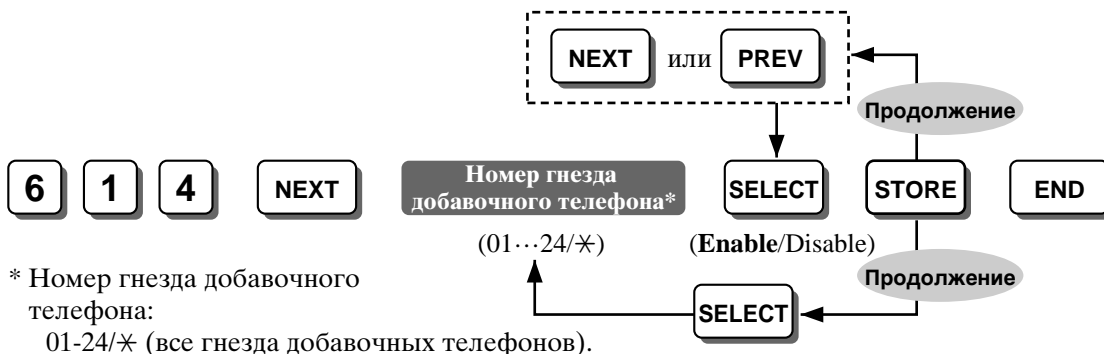 NEXT или PREV
Продолжение
6 1 4 NEXT Номер гнезда добавочного телефона* SELECT STORE END
(01···24/✳) (Enable/Disable)
Продолжение
SELECT
* Номер гнезда добавочного
телефона:
01-24/✳ (все гнезда добавочных телефонов).